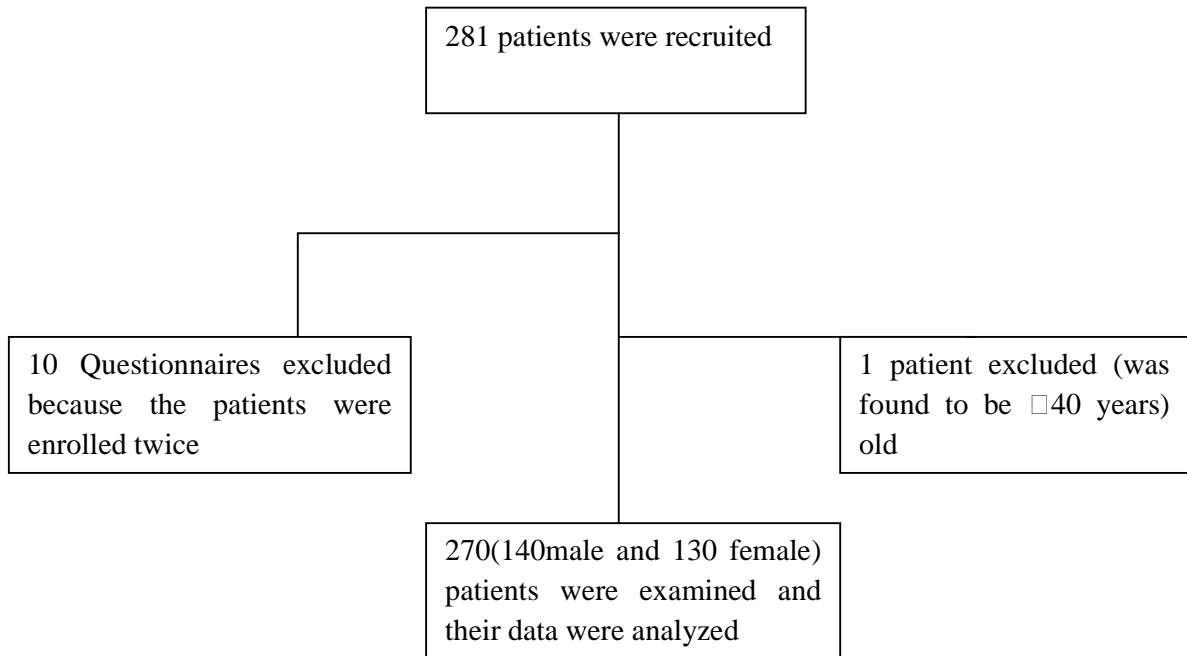 281 patients were recruited
10 Questionnaires excluded
because the patients were
enrolled twice
1 patient excluded (was
found to be □40 years)
old
270(140male and 130 female)
patients were examined and
their data were analyzed